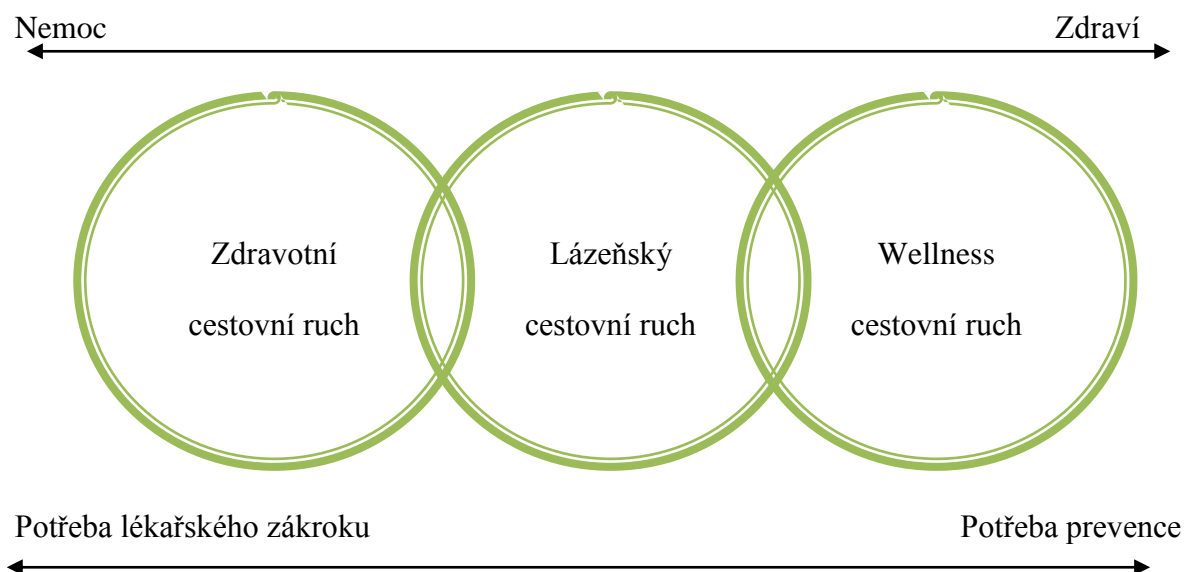 Nemoc
Zdraví
Zdravotní
cestovní ruch
Lázeňský
cestovní ruch
Wellness
cestovní ruch
Potřeba lékařského zákroku
Potřeba prevence